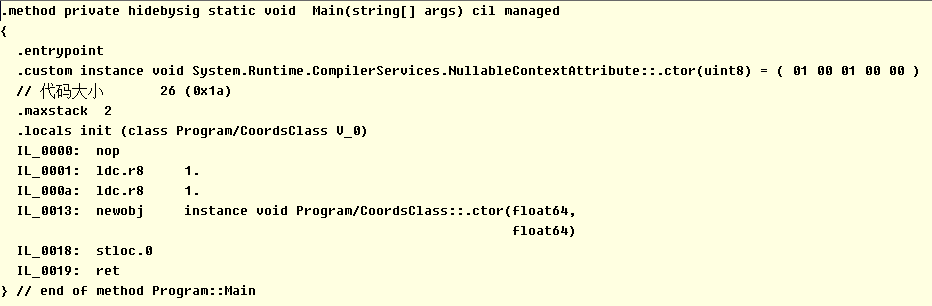 .method private hidebysig static void  Main(string[] args) cil managed
{
  .entrypoint
  .custom instance void System.Runtime.CompilerServices.NullableContextAttribute::.ctor(uint8) = ( 01 00 01 00 00 )
  // 代码大小       26 (0x1a)
  .maxstack  2
  .locals init (class Program/CoordsClass V_0)
  IL_0000:  nop
  IL_0001:  ldc.r8     1.
  IL_000a:  ldc.r8     1.
  IL_0013:  newobj     instance void Program/CoordsClass::.ctor(float64,
                                                                float64)
  IL_0018:  stloc.0
  IL_0019:  ret
} // end of method Program::Main